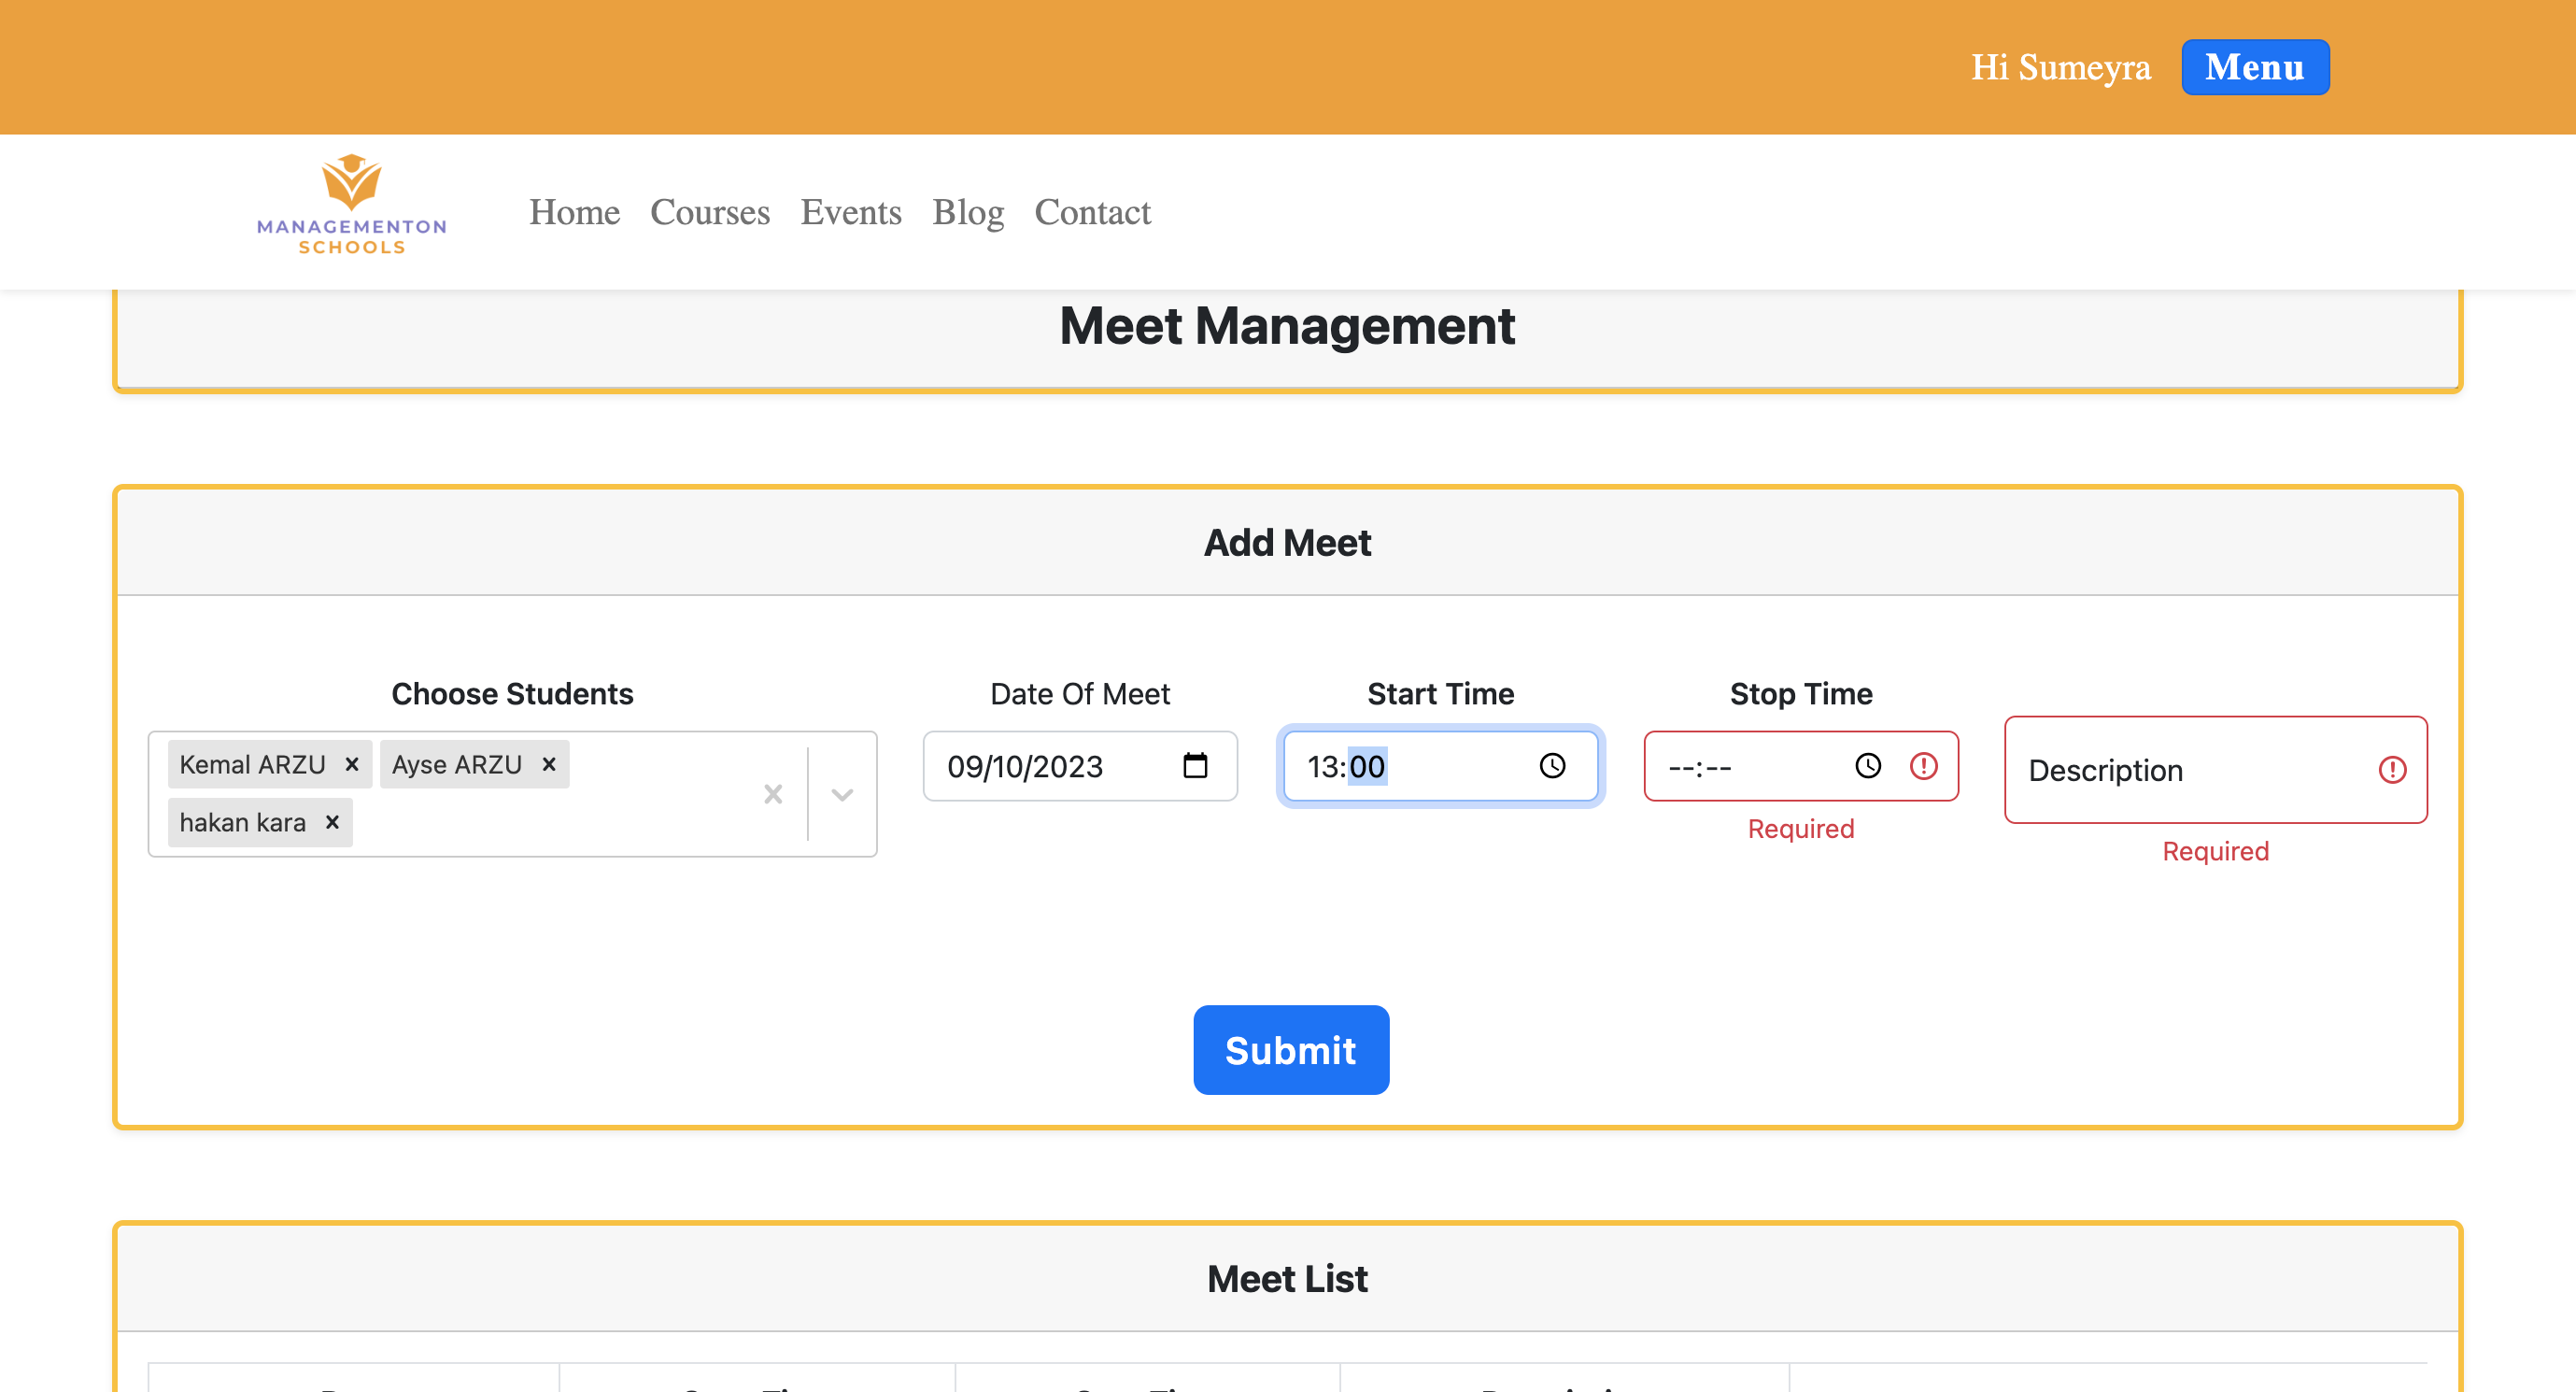 Hi Sumeyra Menu
MANAGEMENTON
SCHOOLS
Home Courses Events Blog Contact
Meet Management
Add Meet
Choose Students
Kemal ARZU × Ayse ARZU ×
hakan kara ×
Date Of Meet
09/10/2023
Start Time
13:00
Stop Time
--:--
Required
Description
Required
Submit
Meet List